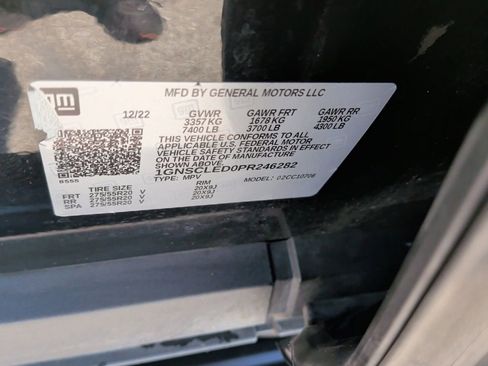 gm
MFD BY GENERAL MOTORS LLC
12/22 GVWR GAWR FRT GAWR RR
3357 KG 1678 KG 1950 KG
7400 LB 3700 LB 4300 LB
THIS VEHICLE CONFORMS TO ALL
APPLICABLE U.S. FEDERAL MOTOR
VEHICLE SAFETY STANDARDS IN EFFECT
ON THE DATE OF MANUFACTURE
SHOWN ABOVE.
1GNSCLED0PR246282
TYPE: MPV MODEL: 02CC10706
TIRE SIZE RIM
FRT 275/55R20 V 20X9J
RR 275/55R20 V 20X9J
SPA 275/55R20 V 20X9J